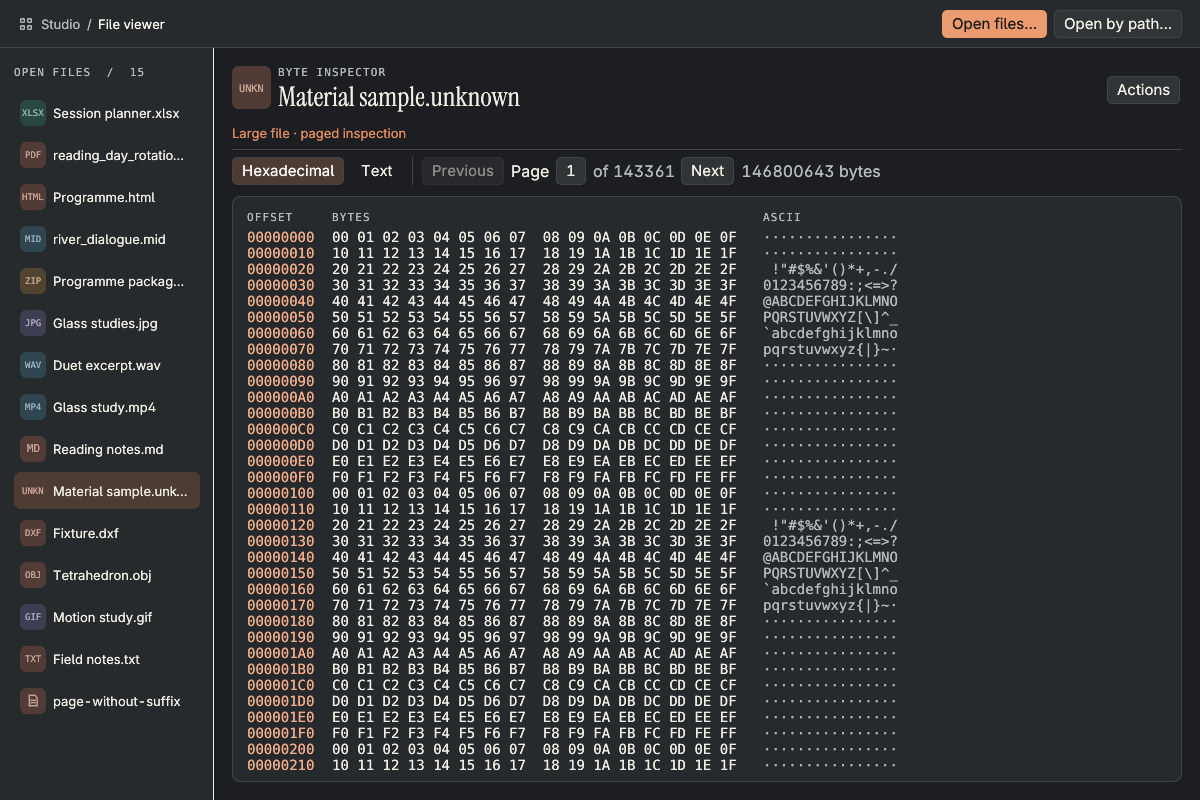 Studio / File viewer
Open files...
Open by path...
OPEN FILES / 15
XLSX Session planner.xlsx
PDF reading_day_rotatio...
HTML Programme.html
MID river_dialogue.mid
ZIP Programme packag...
JPG Glass studies.jpg
WAV Duet excerpt.wav
MP4 Glass study.mp4
MD Reading notes.md
UNKN Material sample.unk...
DXF Fixture.dxf
OBJ Tetrahedron.obj
GIF Motion study.gif
TXT Field notes.txt
page-without-suffix
UNKN
BYTE INSPECTOR
Material sample.unknown
Actions
Large file · paged inspection
Hexadecimal Text Previous Page 1 of 143361 Next 146800643 bytes
OFFSET BYTES ASCII
00000000 00 01 02 03 04 05 06 07 08 09 0A 0B 0C 0D 0E 0F ················
00000010 10 11 12 13 14 15 16 17 18 19 1A 1B 1C 1D 1E 1F ················
00000020 20 21 22 23 24 25 26 27 28 29 2A 2B 2C 2D 2E 2F  !"#$%&'()*+,-./
00000030 30 31 32 33 34 35 36 37 38 39 3A 3B 3C 3D 3E 3F 0123456789:;<=>?
00000040 40 41 42 43 44 45 46 47 48 49 4A 4B 4C 4D 4E 4F @ABCDEFGHIJKLMNO
00000050 50 51 52 53 54 55 56 57 58 59 5A 5B 5C 5D 5E 5F PQRSTUVWXYZ[\]^_
00000060 60 61 62 63 64 65 66 67 68 69 6A 6B 6C 6D 6E 6F `abcdefghijklmno
00000070 70 71 72 73 74 75 76 77 78 79 7A 7B 7C 7D 7E 7F pqrstuvwxyz{|}~·
00000080 80 81 82 83 84 85 86 87 88 89 8A 8B 8C 8D 8E 8F ················
00000090 90 91 92 93 94 95 96 97 98 99 9A 9B 9C 9D 9E 9F ················
000000A0 A0 A1 A2 A3 A4 A5 A6 A7 A8 A9 AA AB AC AD AE AF ················
000000B0 B0 B1 B2 B3 B4 B5 B6 B7 B8 B9 BA BB BC BD BE BF ················
000000C0 C0 C1 C2 C3 C4 C5 C6 C7 C8 C9 CA CB CC CD CE CF ················
000000D0 D0 D1 D2 D3 D4 D5 D6 D7 D8 D9 DA DB DC DD DE DF ················
000000E0 E0 E1 E2 E3 E4 E5 E6 E7 E8 E9 EA EB EC ED EE EF ················
000000F0 F0 F1 F2 F3 F4 F5 F6 F7 F8 F9 FA FB FC FD FE FF ················
00000100 00 01 02 03 04 05 06 07 08 09 0A 0B 0C 0D 0E 0F ················
00000110 10 11 12 13 14 15 16 17 18 19 1A 1B 1C 1D 1E 1F ················
00000120 20 21 22 23 24 25 26 27 28 29 2A 2B 2C 2D 2E 2F  !"#$%&'()*+,-./
00000130 30 31 32 33 34 35 36 37 38 39 3A 3B 3C 3D 3E 3F 0123456789:;<=>?
00000140 40 41 42 43 44 45 46 47 48 49 4A 4B 4C 4D 4E 4F @ABCDEFGHIJKLMNO
00000150 50 51 52 53 54 55 56 57 58 59 5A 5B 5C 5D 5E 5F PQRSTUVWXYZ[\]^_
00000160 60 61 62 63 64 65 66 67 68 69 6A 6B 6C 6D 6E 6F `abcdefghijklmno
00000170 70 71 72 73 74 75 76 77 78 79 7A 7B 7C 7D 7E 7F pqrstuvwxyz{|}~·
00000180 80 81 82 83 84 85 86 87 88 89 8A 8B 8C 8D 8E 8F ················
00000190 90 91 92 93 94 95 96 97 98 99 9A 9B 9C 9D 9E 9F ················
000001A0 A0 A1 A2 A3 A4 A5 A6 A7 A8 A9 AA AB AC AD AE AF ················
000001B0 B0 B1 B2 B3 B4 B5 B6 B7 B8 B9 BA BB BC BD BE BF ················
000001C0 C0 C1 C2 C3 C4 C5 C6 C7 C8 C9 CA CB CC CD CE CF ················
000001D0 D0 D1 D2 D3 D4 D5 D6 D7 D8 D9 DA DB DC DD DE DF ················
000001E0 E0 E1 E2 E3 E4 E5 E6 E7 E8 E9 EA EB EC ED EE EF ················
000001F0 F0 F1 F2 F3 F4 F5 F6 F7 F8 F9 FA FB FC FD FE FF ················
00000200 00 01 02 03 04 05 06 07 08 09 0A 0B 0C 0D 0E 0F ················
00000210 10 11 12 13 14 15 16 17 18 19 1A 1B 1C 1D 1E 1F ················